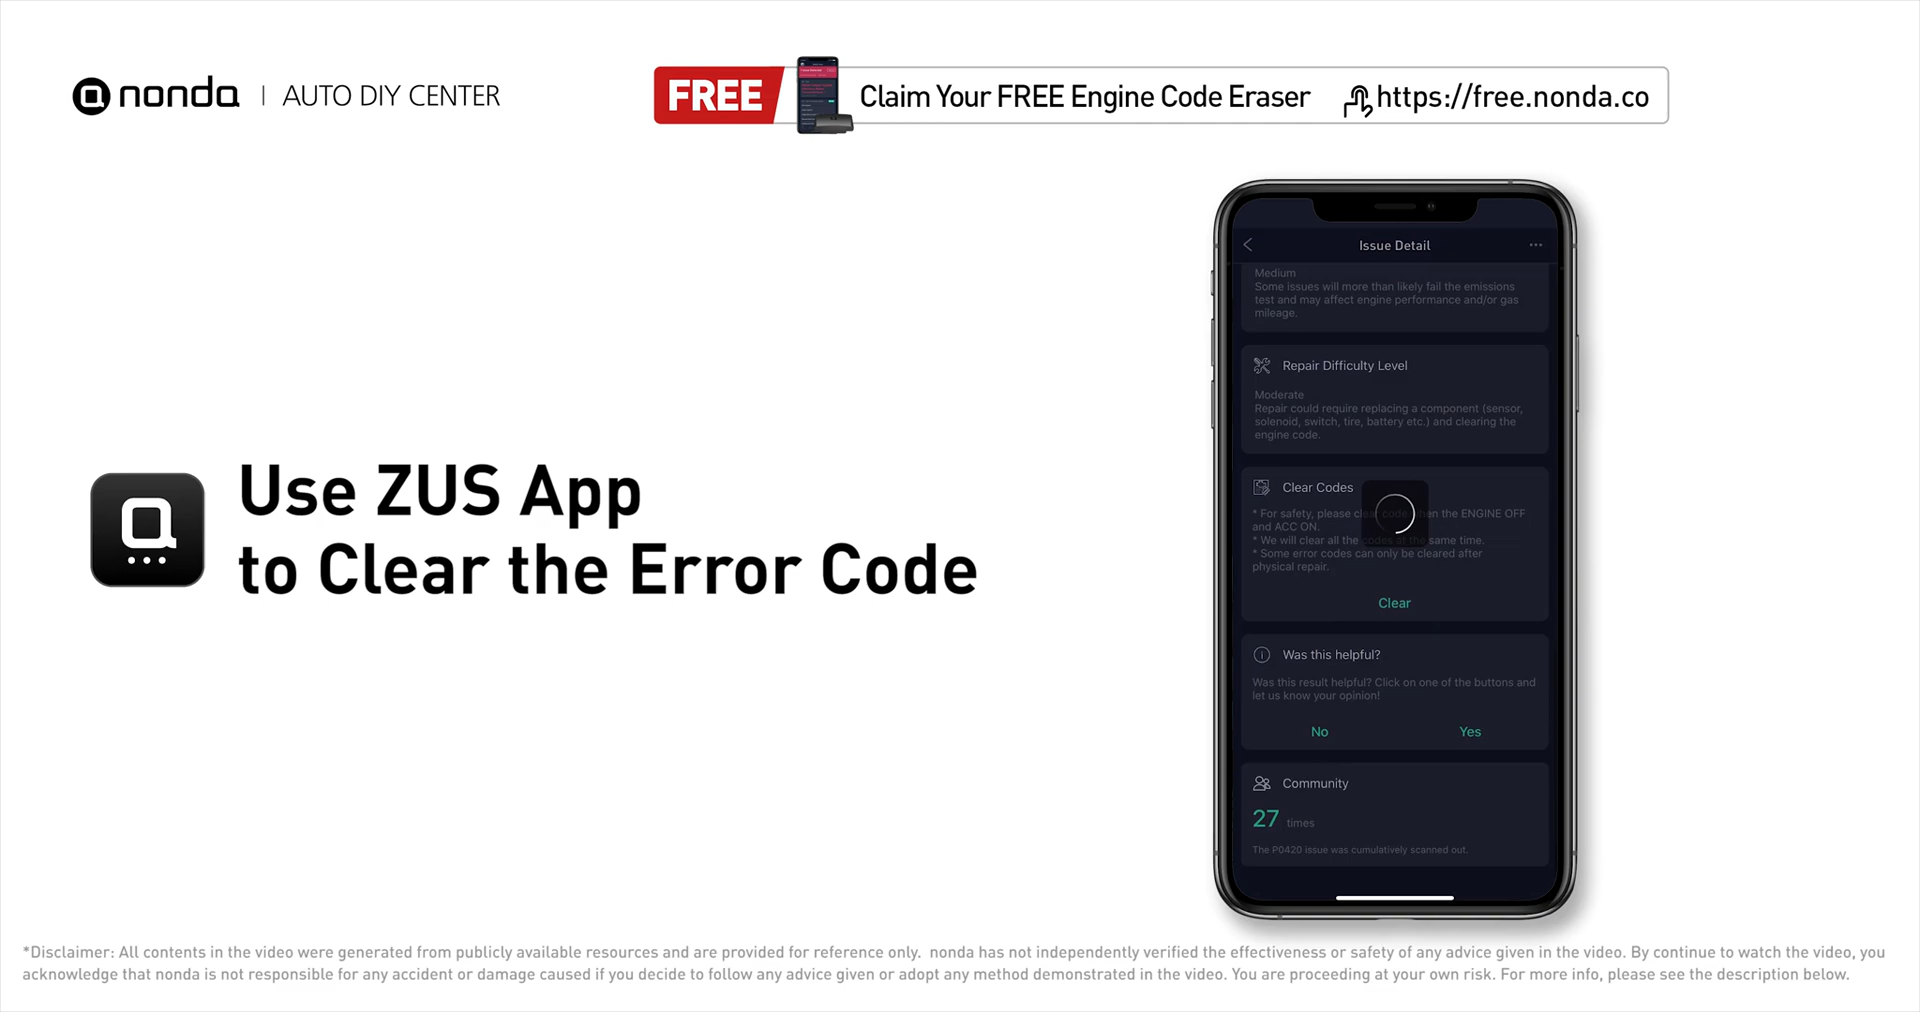 nonda | AUTO DIY CENTER
FREE Claim Your FREE Engine Code Eraser https://free.nonda.co
Use ZUS App
to Clear the Error Code
Issue Detail
Medium
Some issues will more than likely fail the emissions
test and may affect engine performance and/or gas
mileage.
Repair Difficulty Level
Moderate
Repair could require replacing a component (sensor,
solenoid, switch, tire, battery etc.) and clearing the
engine code.
Clear Codes
* For safety, please clear code when the ENGINE OFF
and ACC ON.
* We will clear all the codes at the same time.
* Some error codes can only be cleared after
physical repair.
Clear
Was this helpful?
Was this result helpful? Click on one of the buttons and
let us know your opinion!
No Yes
Community
27 times
The P0420 issue was cumulatively scanned out.
*Disclaimer: All contents in the video were generated from publicly available resources and are provided for reference only. nonda has not independently verified the effectiveness or safety of any advice given in the video. By continue to watch the video, you
acknowledge that nonda is not responsible for any accident or damage caused if you decide to follow any advice given or adopt any method demonstrated in the video. You are proceeding at your own risk. For more info, please see the description below.